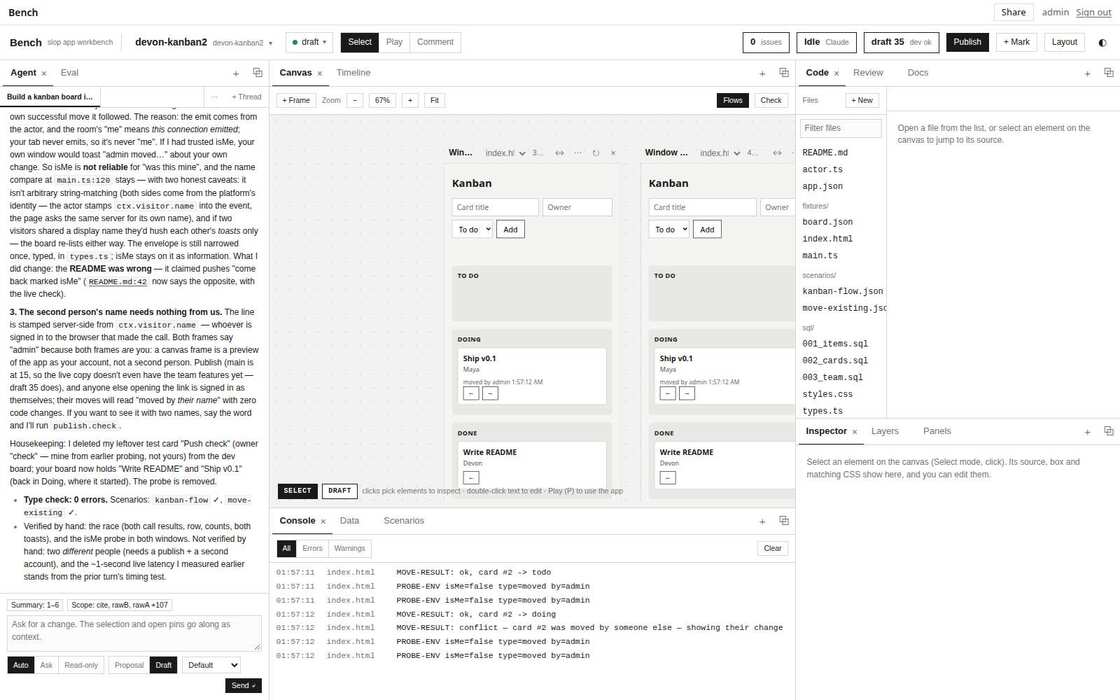 Bench
Share admin Sign out
Bench slop app workbench devon-kanban2 devon-kanban2 draft Select Play Comment
0 issues Idle Claude draft 35 dev ok Publish + Mark Layout
Agent × Eval
Build a kanban board i… ··· + Thread
own successful move it followed. The reason: the emit comes
from the actor, and the room's "me" means this connection emitted;
your tab never emits, so it's never "me". If I had trusted isMe, your
own window would toast "admin moved…" about your own
change. So isMe is not reliable for "was this mine", and the name
compare at main.ts:120 stays — with two honest caveats: it
isn't arbitrary string-matching (both sides come from the platform's
identity — the actor stamps ctx.visitor.name into the event,
the page asks the same server for its own name), and if two
visitors shared a display name they'd hush each other's toasts only
— the board re-lists either way. The envelope is still narrowed
once, typed, in types.ts; isMe stays on it as information. What I
did change: the README was wrong — it claimed pushes "come
back marked isMe" ( README.md:42 now says the opposite, with
the live check).
3. The second person's name needs nothing from us. The line
is stamped server-side from ctx.visitor.name — whoever is
signed in to the browser that made the call. Both frames say
"admin" because both frames are you: a canvas frame is a preview
of the app as your account, not a second person. Publish (main is
at 15, so the live copy doesn't even have the team features yet —
draft 35 does), and anyone else opening the link is signed in as
themselves; their moves will read "moved by their name" with zero
code changes. If you want to see it with two names, say the word
and I'll run publish.check.
Housekeeping: I deleted my leftover test card "Push check" (owner
"check" — mine from earlier probing, not yours) from the dev
board; your board now holds "Write README" and "Ship v0.1"
(back in Doing, where it started). The probe is removed.
Type check: 0 errors. Scenarios: kanban-flow ✓, move-
existing ✓.
Verified by hand: the race (both call results, row, counts, both
toasts), and the isMe probe in both windows. Not verified by
hand: two different people (needs a publish + a second
account), and the ~1-second live latency I measured earlier
stands from the prior turn's timing test.
Summary: 1–6 Scope: cite, rawB, rawA +107
Ask for a change. The selection and open pins go along as
context.
Auto Ask Read-only Proposal Draft Default
Send
Canvas × Timeline
+ Frame Zoom − 67% + Fit Flows Check
Win… index.h 3… ×
Kanban
Card title Owner
To do Add
TO DO
DOING
Ship v0.1
Maya
moved by admin 1:57:12 AM
DONE
Write README
Devon
Window … index.h 4…
Kanban
Card title Owner
To do Add
TO DO
DOING
Ship v0.1
Maya
moved by admin 1:57:12 AM
DONE
Write README
Devon
SELECT DRAFT clicks pick elements to inspect · double-click text to edit · Play (P) to use the app
Console × Data Scenarios
All Errors Warnings Clear
01:57:11 index.html MOVE-RESULT: ok, card #2 -> todo
01:57:11 index.html PROBE-ENV isMe=false type=moved by=admin
01:57:11 index.html PROBE-ENV isMe=false type=moved by=admin
01:57:12 index.html MOVE-RESULT: ok, card #2 -> doing
01:57:12 index.html MOVE-RESULT: conflict — card #2 was moved by someone else — showing their change
01:57:12 index.html PROBE-ENV isMe=false type=moved by=admin
01:57:12 index.html PROBE-ENV isMe=false type=moved by=admin
Code × Review Docs
Files + New
Filter files
README.md
actor.ts
app.json
fixtures/
board.json
index.html
main.ts
scenarios/
kanban-flow.json
move-existing.jso
sql/
001_items.sql
002_cards.sql
003_team.sql
styles.css
types.ts
Open a file from the list, or select an element on the
canvas to jump to its source.
Inspector × Layers Panels
Select an element on the canvas (Select mode, click). Its source, box and
matching CSS show here, and you can edit them.